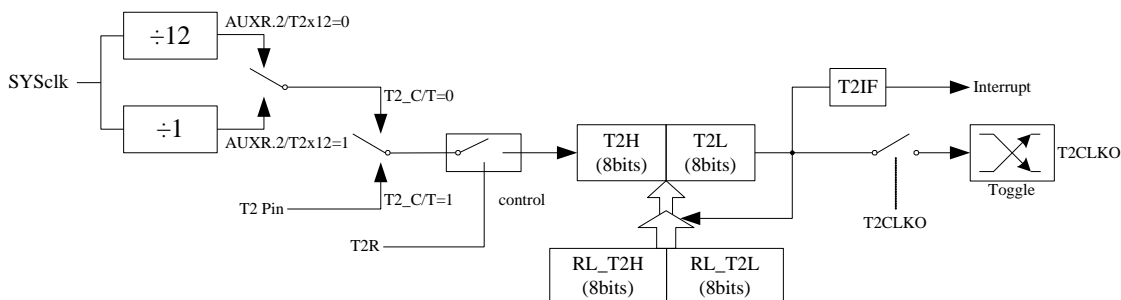 AUXR.2/T2x12=0
÷12
SYSclk
T2_C/T=0
÷1
AUXR.2/T2x12=1
T2 Pin
T2_C/T=1
control
T2R
T2H
(8bits)
T2L
(8bits)
T2IF
Interrupt
T2CLKO
Toggle
T2CLKO
RL_T2H
(8bits)
RL_T2L
(8bits)